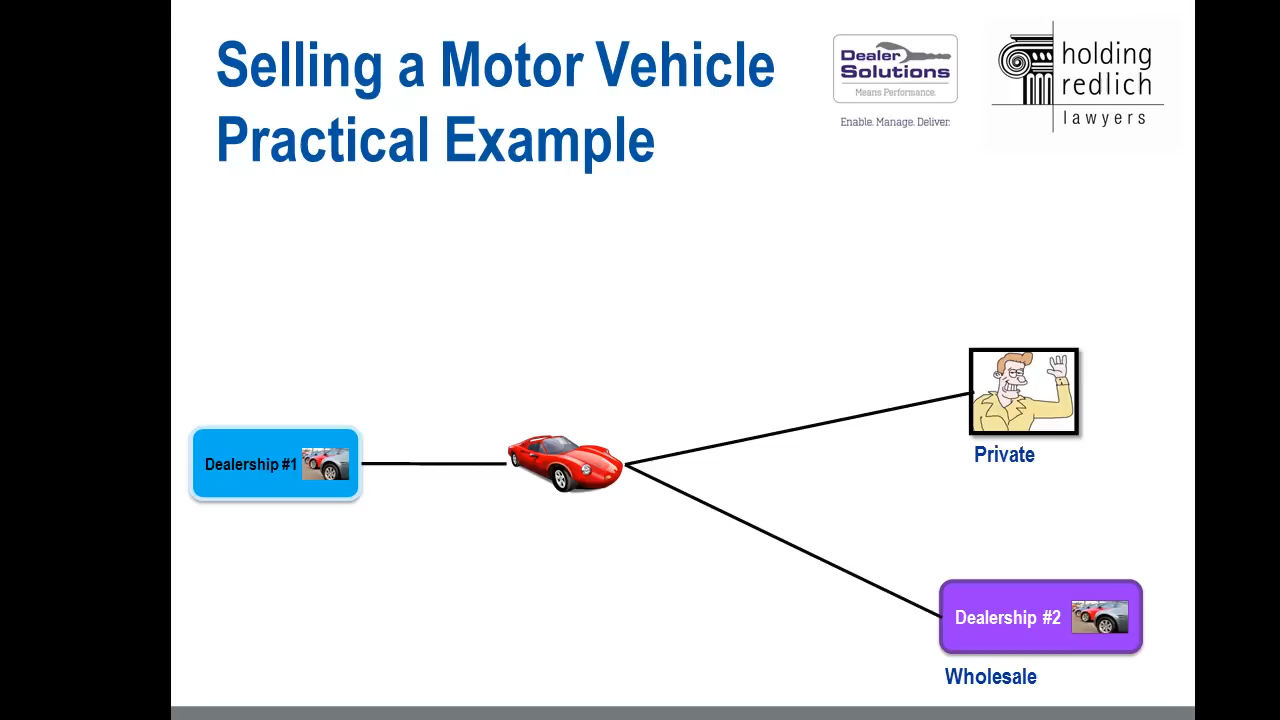 Selling a Motor Vehicle
Practical Example
Dealer
Solutions
Means Performance.
Enable. Manage. Deliver.
holding
redlich
lawyers
Private
Dealership #1
Dealership #2
Wholesale